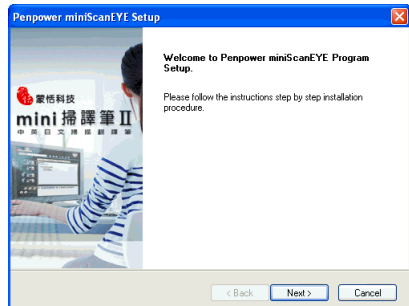 Penpower miniScanEYE Setup
Welcome to Penpower miniScanEYE Program
Setup.
Please follow the instructions step by step installation
procedure.
蒙恬科技
mini 掃譯筆II
中英日文掃描翻譯筆
< Back
Next >
Cancel